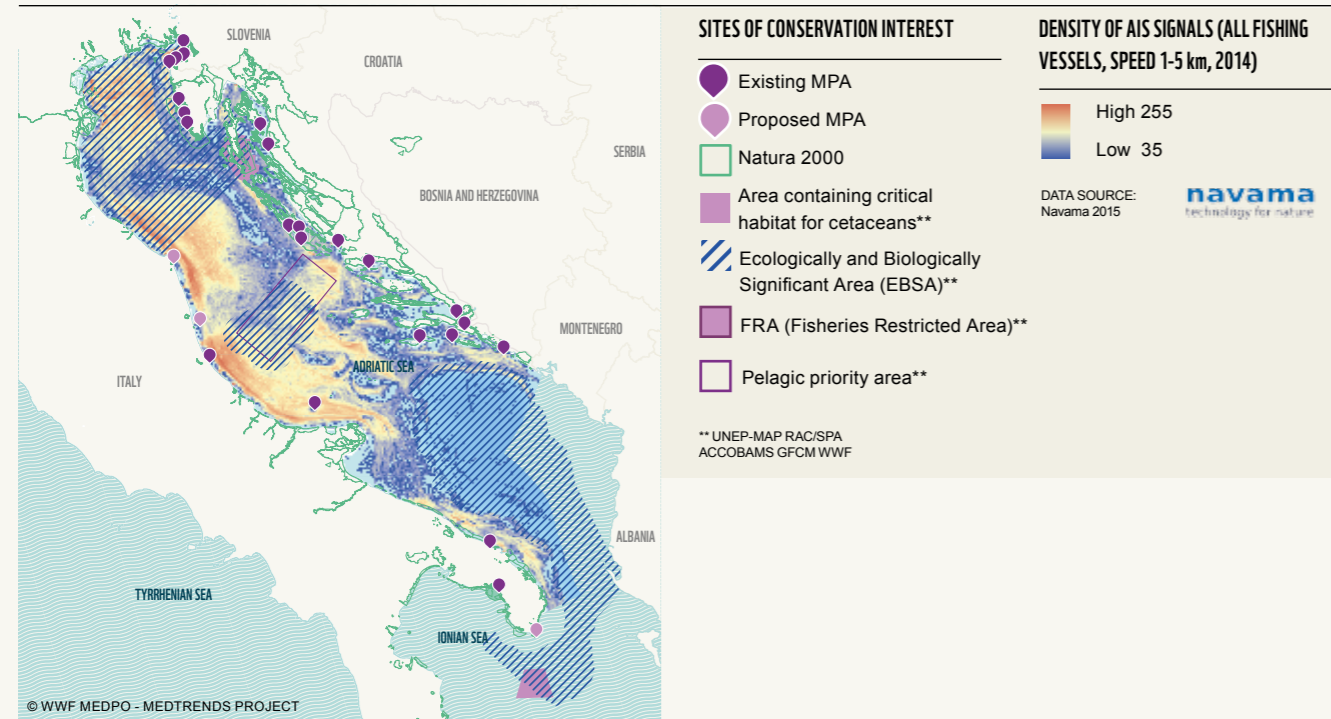 SLOVENIA
CROATIA
SERBIA
BOSNIA AND HERZEGOVINA
MONTENEGRO
ADRIATIC SEA
ITALY
ALBANIA
TYRRHENIAN SEA
IONIAN SEA
© WWF MEDPO - MEDTRENDS PROJECT
SITES OF CONSERVATION INTEREST
Existing MPA
Proposed MPA
Natura 2000
Area containing critical
habitat for cetaceans**
Ecologically and Biologically
Significant Area (EBSA)**
FRA (Fisheries Restricted Area)**
Pelagic priority area**
** UNEP-MAP RAC/SPA
ACCOBAMS GFCM WWF
DENSITY OF AIS SIGNALS (ALL FISHING
VESSELS, SPEED 1-5 km, 2014)
High 255
Low 35
DATA SOURCE:
Navama 2015
navama
technology for nature